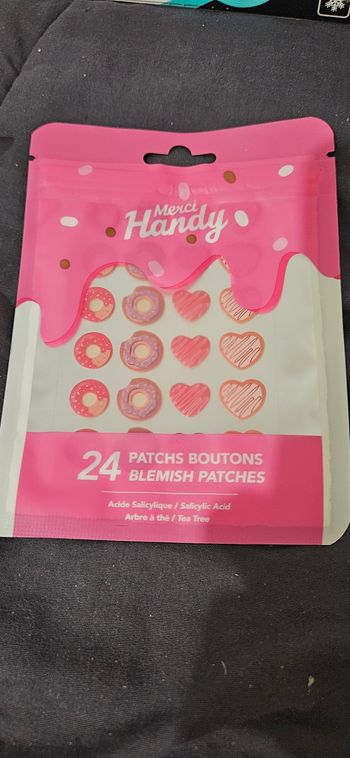 Merci
Handy
24 PATCHS BOUTONS
BLEMISH PATCHES
Acide Salicylique / Salicylic Acid
Arbre à thé / Tea Tree